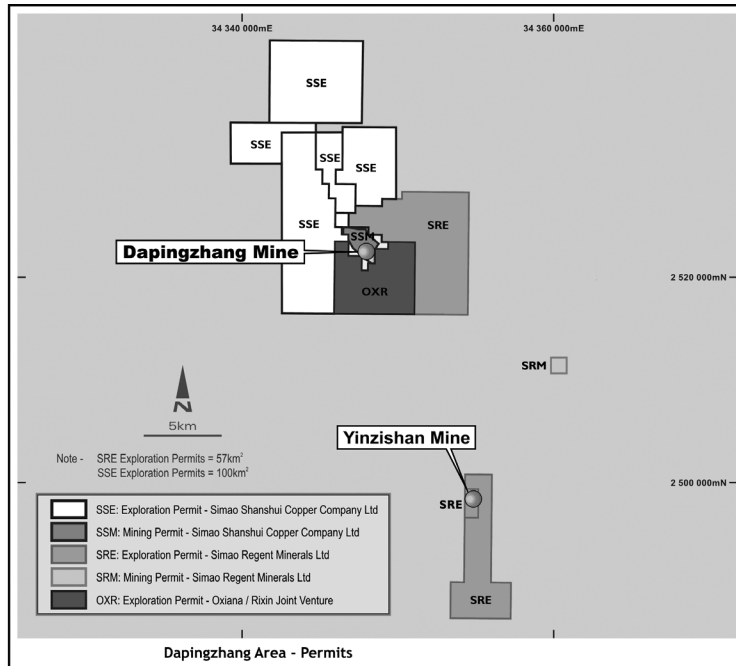 34 340 000mE
34 360 000mE
SSE
SSE
SSE
SSE
SSE
SRE
SSM
Dapingzhang Mine
2 520 000mN
OXR
SRM
N
5km
Yinzishan Mine
Note - SRE Exploration Permits = 57km²
SSE Exploration Permits = 100km²
2 500 000mN
SRE
SSE: Exploration Permit - Simao Shanshui Copper Company Ltd
SSM: Mining Permit - Simao Shanshui Copper Company Ltd
SRE: Exploration Permit - Simao Regent Minerals Ltd
SRM: Mining Permit - Simao Regent Minerals Ltd
OXR: Exploration Permit - Oxiana / Rixin Joint Venture
SRE
Dapingzhang Area - Permits